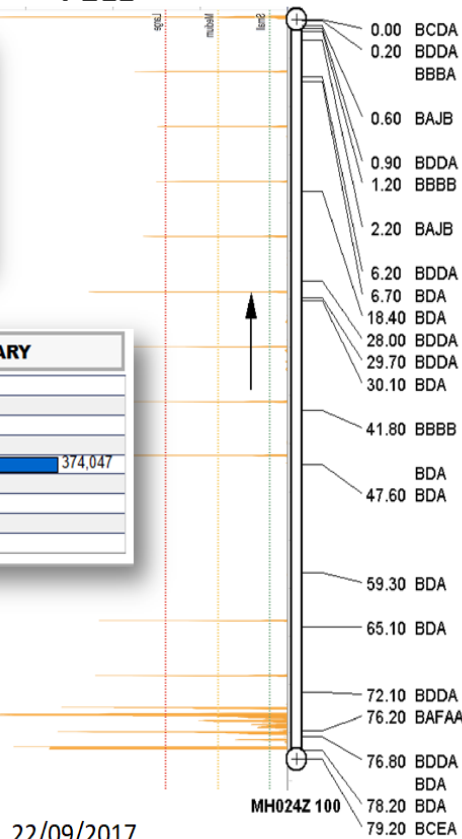 Large
Medium
Small
0.00 BCDA
0.20 BDDA
BBBA
0.60 BAJB
0.90 BDDA
1.20 BBBB
2.20 BAJB
6.20 BDDA
6.70 BDA
18.40 BDA
28.00 BDDA
29.70 BDDA
30.10 BDA
ARY
374,047
41.80 BBBB
BDA
47.60 BDA
59.30 BDA
65.10 BDA
72.10 BDDA
76.20 BAFAA
76.80 BDDA
BDA
78.20 BDA
79.20 BCEA
MH024Z 100
22/09/2017